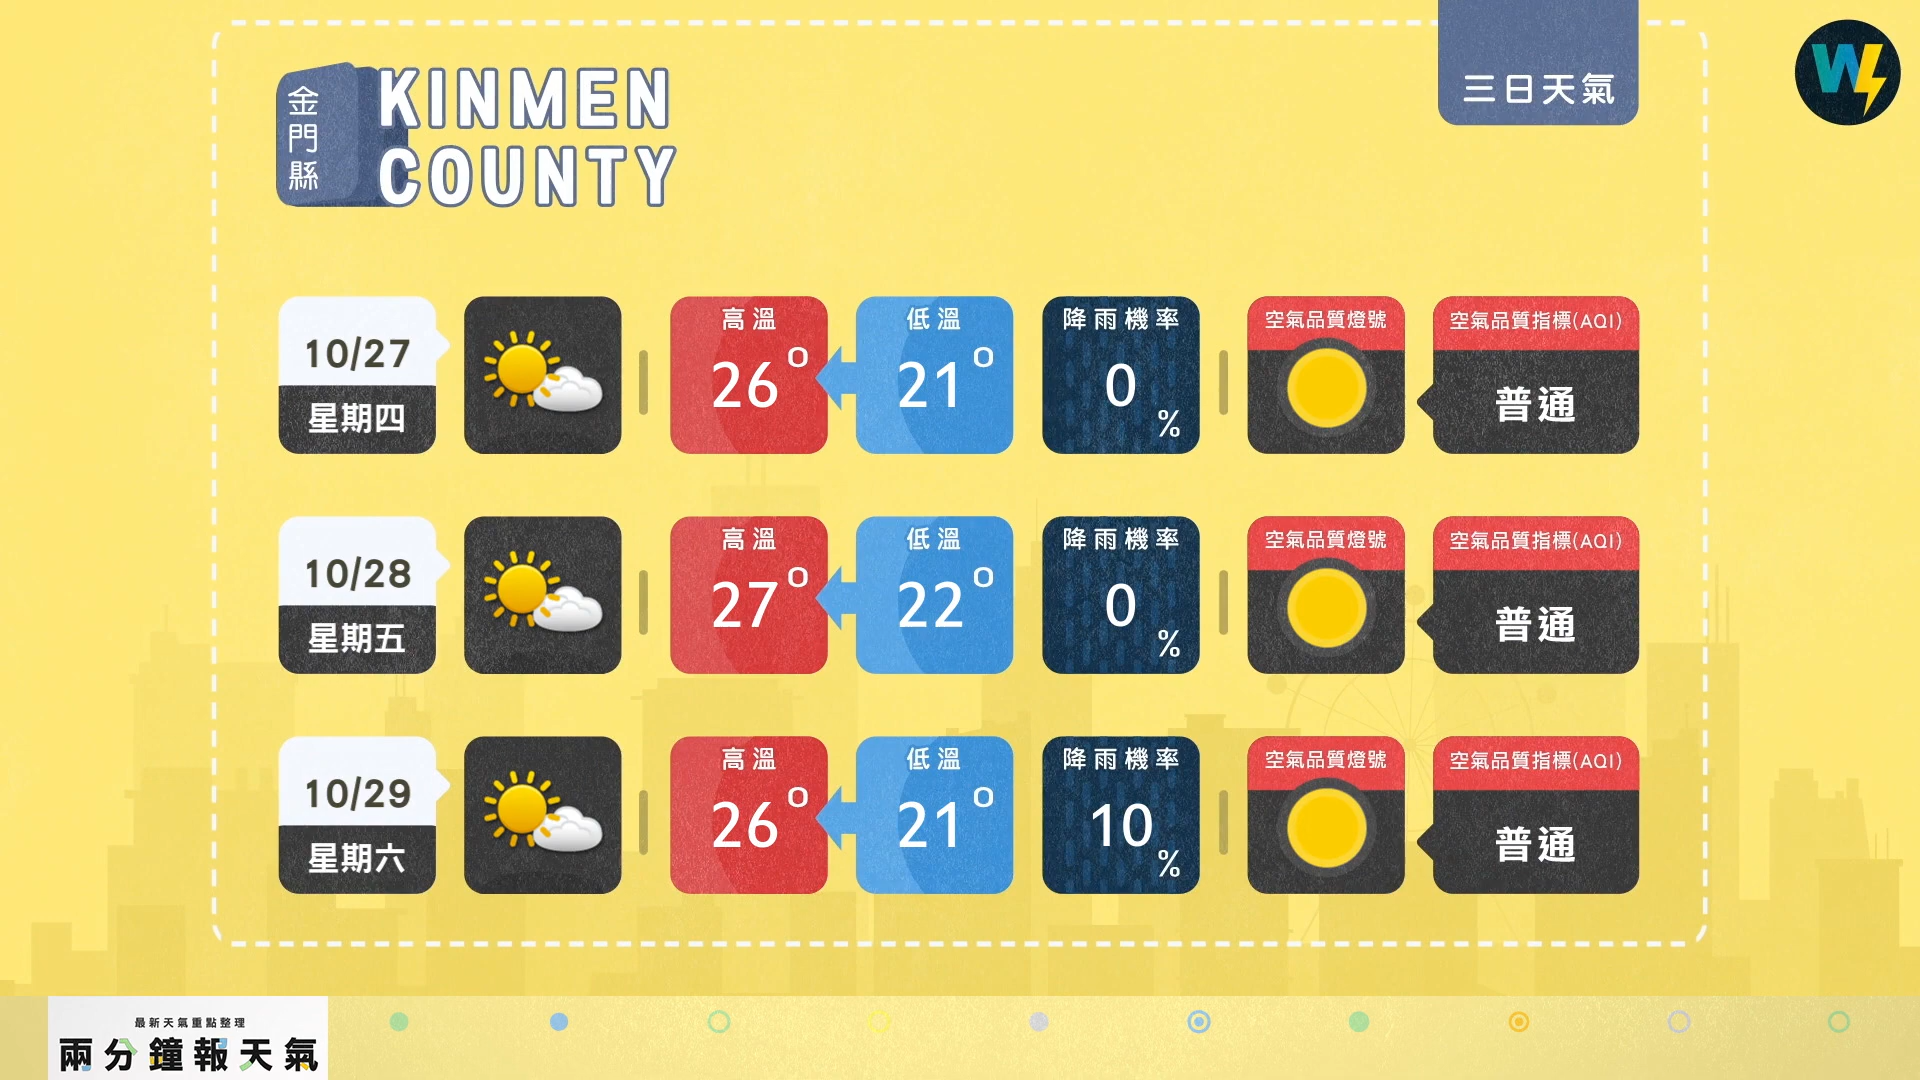 金門縣
KINMEN
COUNTY
三日天氣
W
10/27
星期四
高溫
26°
低溫
21°
降雨機率
0
%
空氣品質燈號
空氣品質指標(AQI)
普通
10/28
星期五
高溫
27°
低溫
22°
降雨機率
0
%
空氣品質燈號
空氣品質指標(AQI)
普通
10/29
星期六
高溫
26°
低溫
21°
降雨機率
10
%
空氣品質燈號
空氣品質指標(AQI)
普通
最新天氣重點整理
兩分鐘報天氣